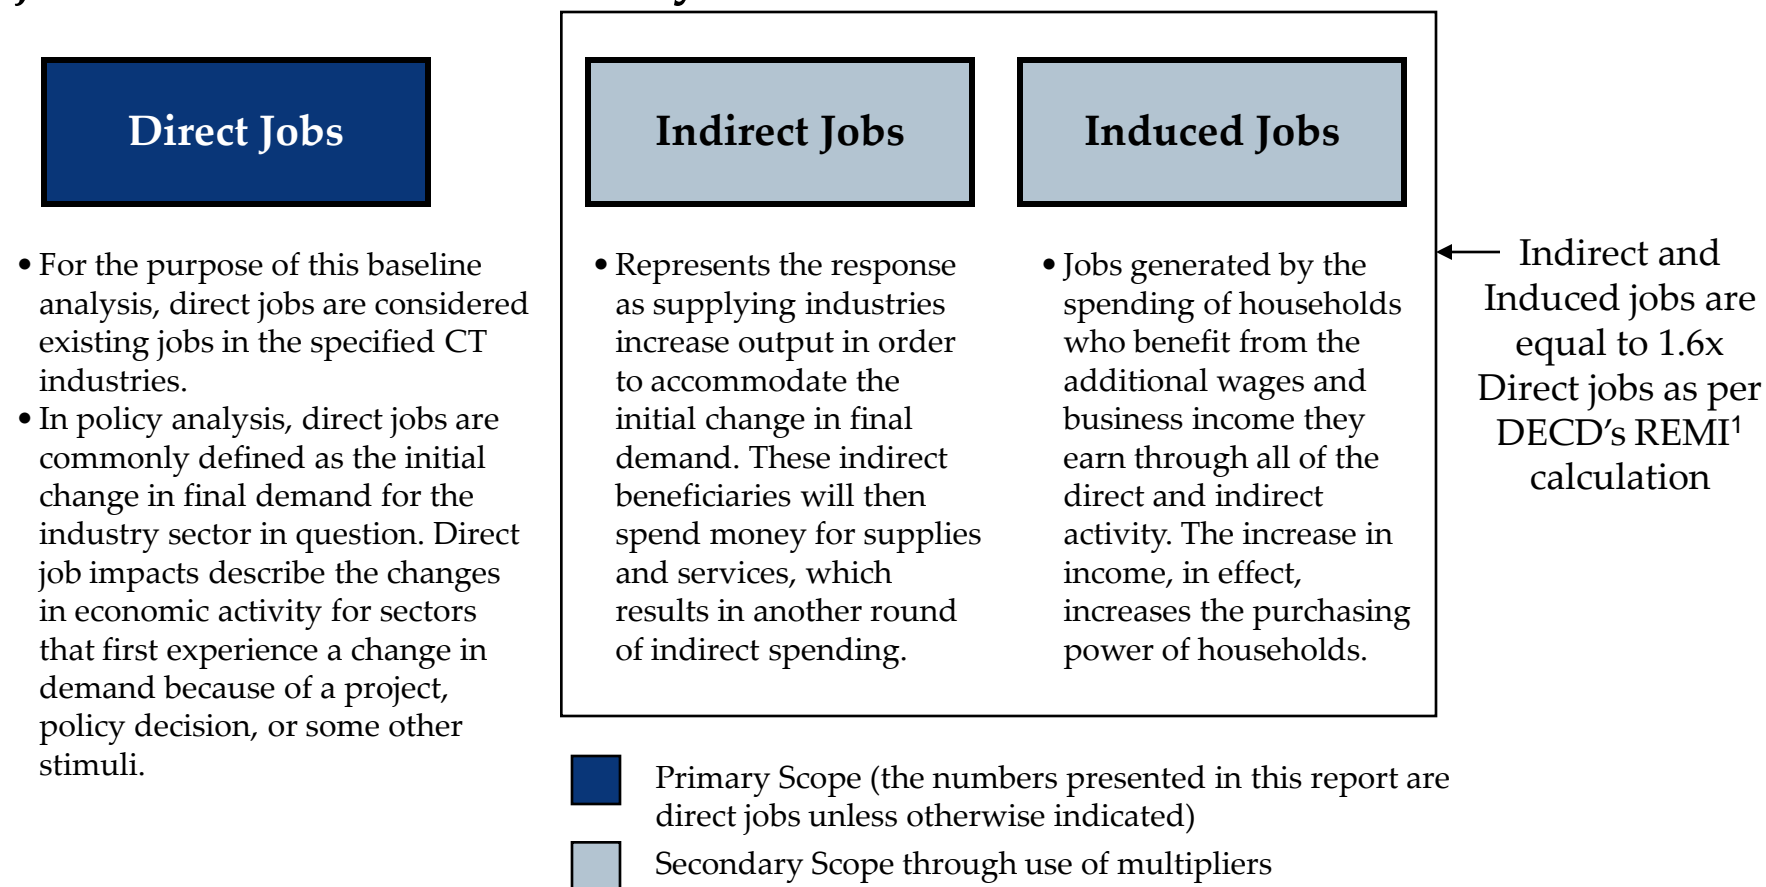 Direct Jobs
Indirect Jobs
Induced Jobs
• For the purpose of this baseline
analysis, direct jobs are considered
existing jobs in the specified CT
industries.
• In policy analysis, direct jobs are
commonly defined as the initial
change in final demand for the
industry sector in question. Direct
job impacts describe the changes
in economic activity for sectors
that first experience a change in
demand because of a project,
policy decision, or some other
stimuli.
• Represents the response
as supplying industries
increase output in order
to accommodate the
initial change in final
demand. These indirect
beneficiaries will then
spend money for supplies
and services, which
results in another round
of indirect spending.
• Jobs generated by the
spending of households
who benefit from the
additional wages and
business income they
earn through all of the
direct and indirect
activity. The increase in
income, in effect,
increases the purchasing
power of households.
Indirect and
Induced jobs are
equal to 1.6x
Direct jobs as per
DECD's REMI¹
calculation
Primary Scope (the numbers presented in this report are
direct jobs unless otherwise indicated)
Secondary Scope through use of multipliers